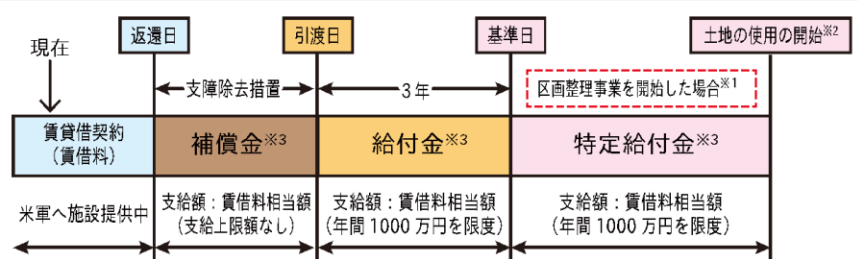 現在
返還日
引渡日
基準日
土地の使用の開始※2
支障除去措置
3年
区画整理事業を開始した場合※1
賃貸借契約
(賃借料)
補償金※3
給付金※3
特定給付金※3
米軍へ施設提供中
支給額：賃借料相当額
(支給上限額なし)
支給額：賃借料相当額
(年間1000万円を限度)
支給額：賃借料相当額
(年間1000万円を限度)